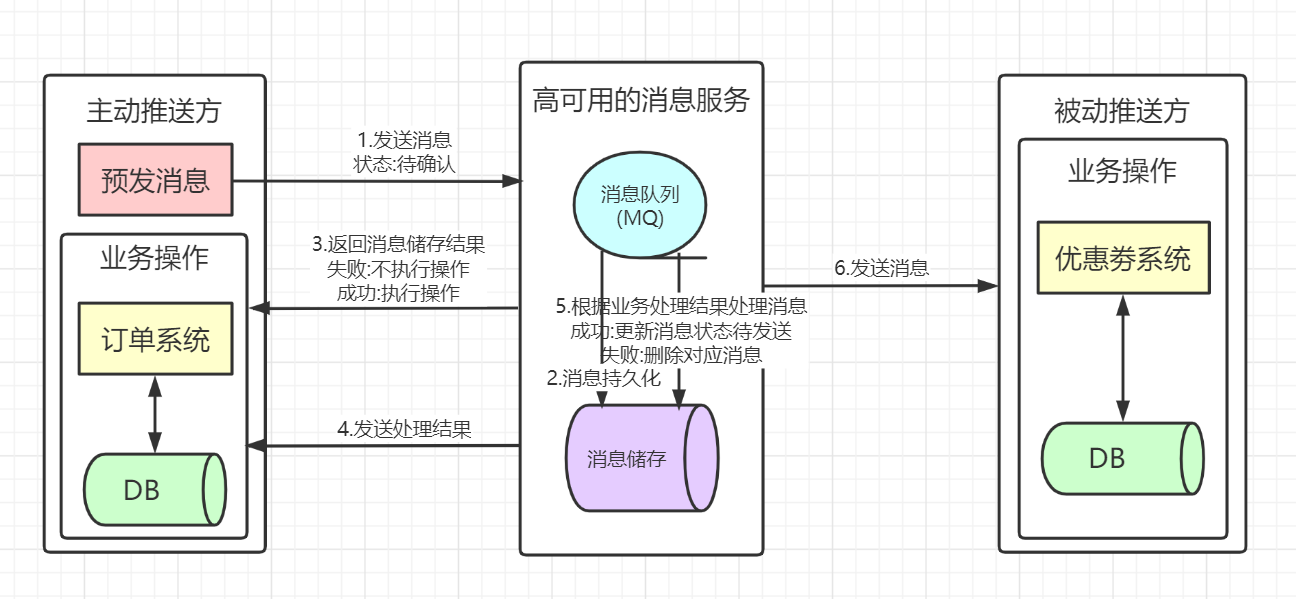 主动推送方
预发消息
业务操作
订单系统
DB
1.发送消息
状态:待确认
3.返回消息储存结果
失败:不执行操作
成功:执行操作
4.发送处理结果
高可用的消息服务
消息队列
(MQ)
5.根据业务处理结果处理消息
成功:更新消息状态待发送
失败:删除对应消息
2.消息持久化
消息储存
6.发送消息
被动推送方
业务操作
优惠劵系统
DB